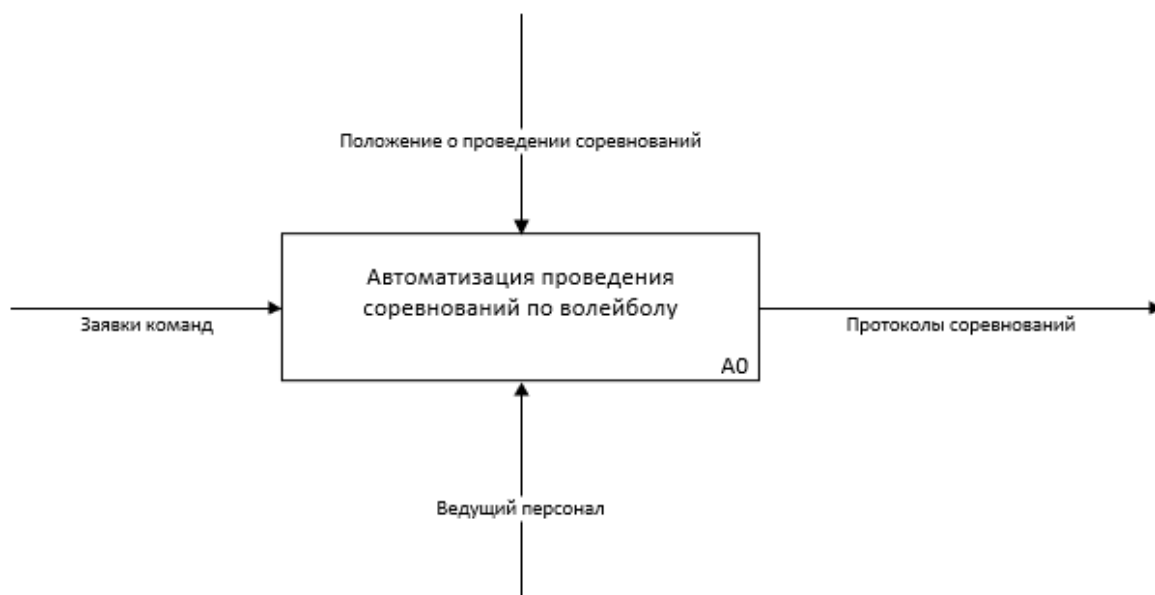 Положение о проведении соревнований
Автоматизация проведения
соревнований по волейболу
Заявки команд
Протоколы соревнований
A0
Ведущий персонал